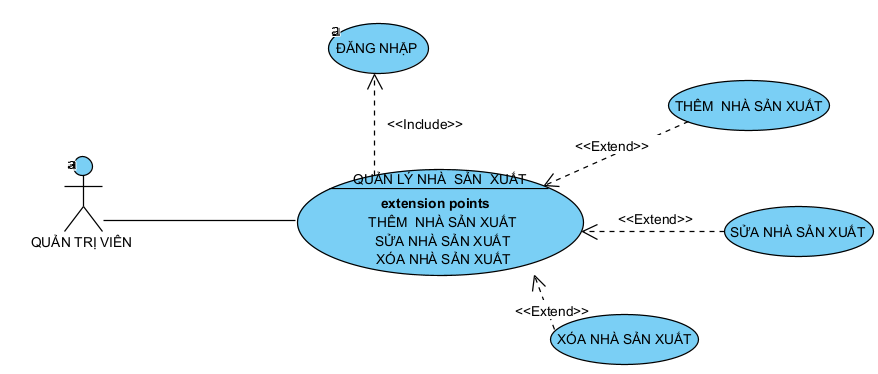 a
ĐĂNG NHẬP
<<Include>>
THÊM NHÀ SẢN XUẤT
<<Extend>>
a
QUẢN TRỊ VIÊN
QUẢN LÝ NHÀ SẢN XUẤT
extension points
THÊM NHÀ SẢN XUẤT
SỬA NHÀ SẢN XUẤT
XÓA NHÀ SẢN XUẤT
<<Extend>>
SỬA NHÀ SẢN XUẤT
<<Extend>>
XÓA NHÀ SẢN XUẤT